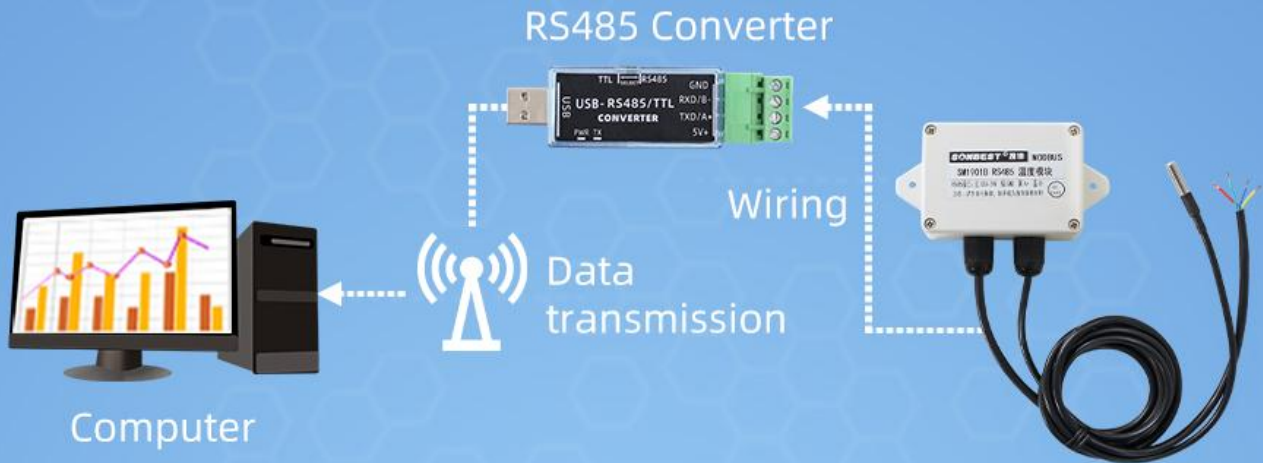 RS485 Converter
TTL RS485
GND
USB
USB-RS485/TTL
RXD/B-
CONVERTER
TXD/A+
PWR TX
5V+
SONBEST MODBUS
SM1901B RS485 温度模块
Wiring
Data
transmission
Computer